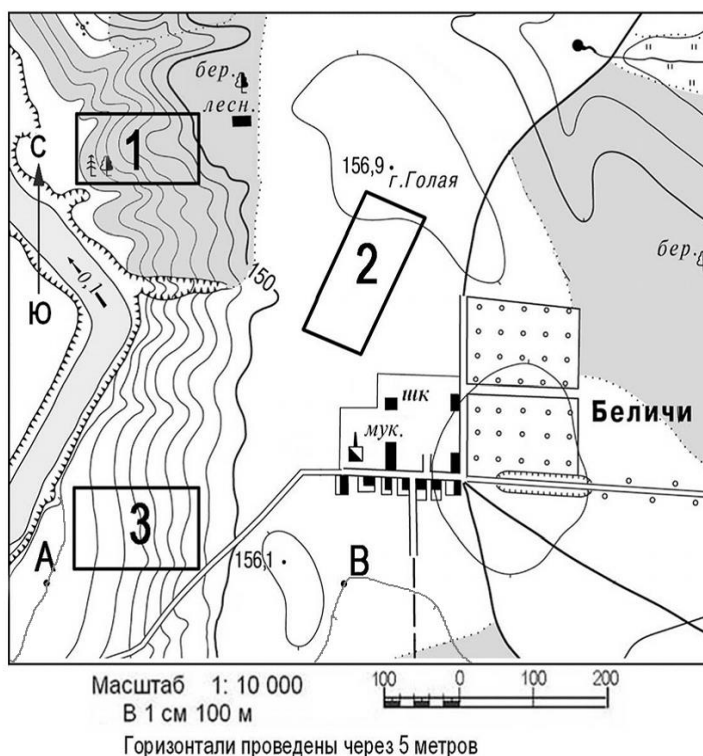 бер.
лесн.
1
С
156,9
г.Голая
2
бер.
0,1
150
Ю
шк
Беличи
мук.
3
А
156,1
В
Масштаб 1: 10 000
В 1 см 100 м
100 0 100 200
Горизонтали проведены через 5 метров